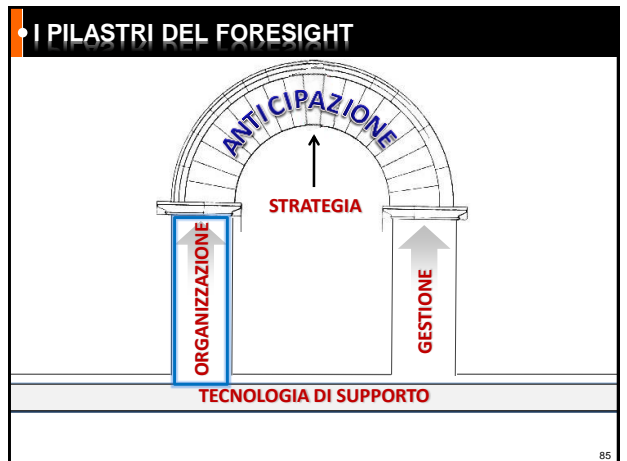 • I PILASTRI DEL FORESIGHT
ANTICIPAZIONE
STRATEGIA
ORGANIZZAZIONE
GESTIONE
TECNOLOGIA DI SUPPORTO
85